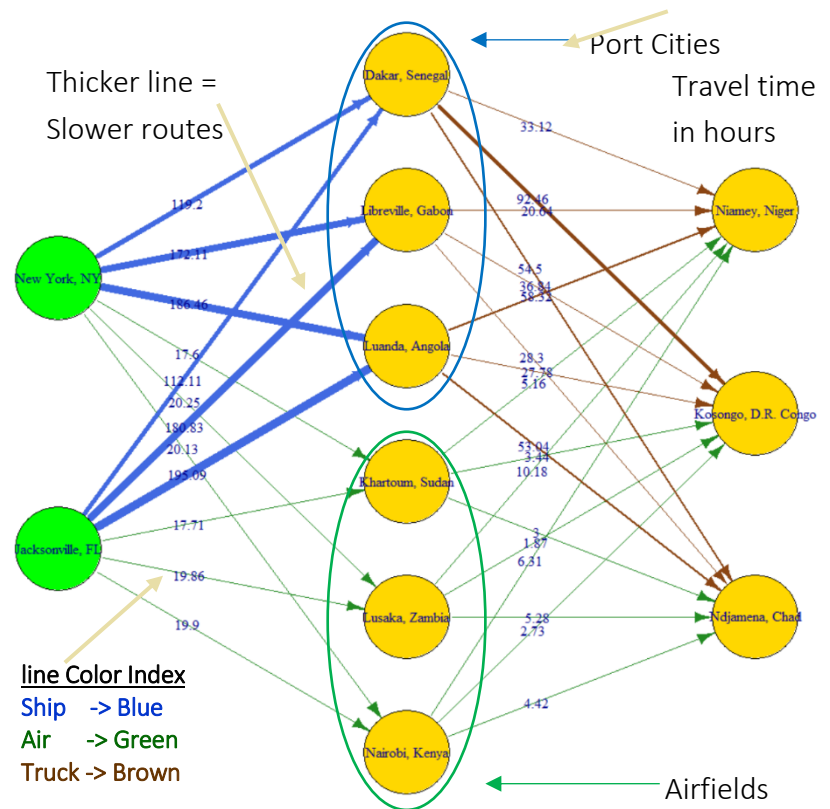 Port Cities
Thicker line =
Slower routes
Travel time
in hours
Dakar, Senegal
33.12
119.2
92.46
20.64
Libreville, Gabon
Niamey, Niger
172.11
New York, NY
54.5
36.84
58.32
186.46
Luanda, Angola
17.6
28.3
27.78
5.16
112.11
20.25
Kosongo, D.R. Congo
180.83
20.13
53.04
3.44
10.18
195.09
Khartoum, Sudan
17.71
3
1.87
6.31
Jacksonville, FL
19.86
19.9
Lusaka, Zambia
5.28
2.73
Ndjamena, Chad
line Color Index
Ship -> Blue
Air -> Green
Truck -> Brown
4.42
Nairobi, Kenya
Airfields